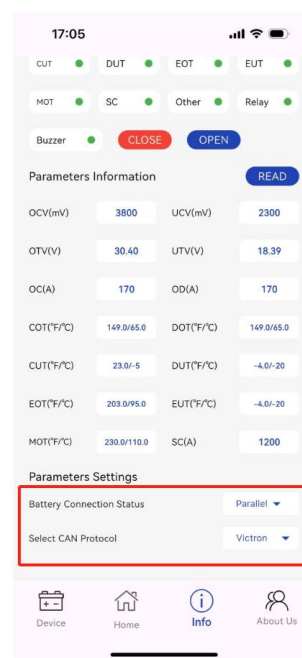 17:05
CUT DUT EOT EUT
MOT SC Other Relay
Buzzer CLOSE OPEN
Parameters Information READ
OCV(mV) 3800 UCV(mV) 2300
OTV(V) 30.40 UTV(V) 18.39
OC(A) 170 OD(A) 170
COT(°F/°C) 149.0/65.0 DOT(°F/°C) 149.0/65.0
CUT(°F/°C) 23.0/-5 DUT(°F/°C) -4.0/-20
EOT(°F/°C) 203.0/95.0 EUT(°F/°C) -4.0/-20
MOT(°F/°C) 230.0/110.0 SC(A) 1200
Parameters Settings
Battery Connection Status Parallel
Select CAN Protocol Victron
Device Home Info About Us